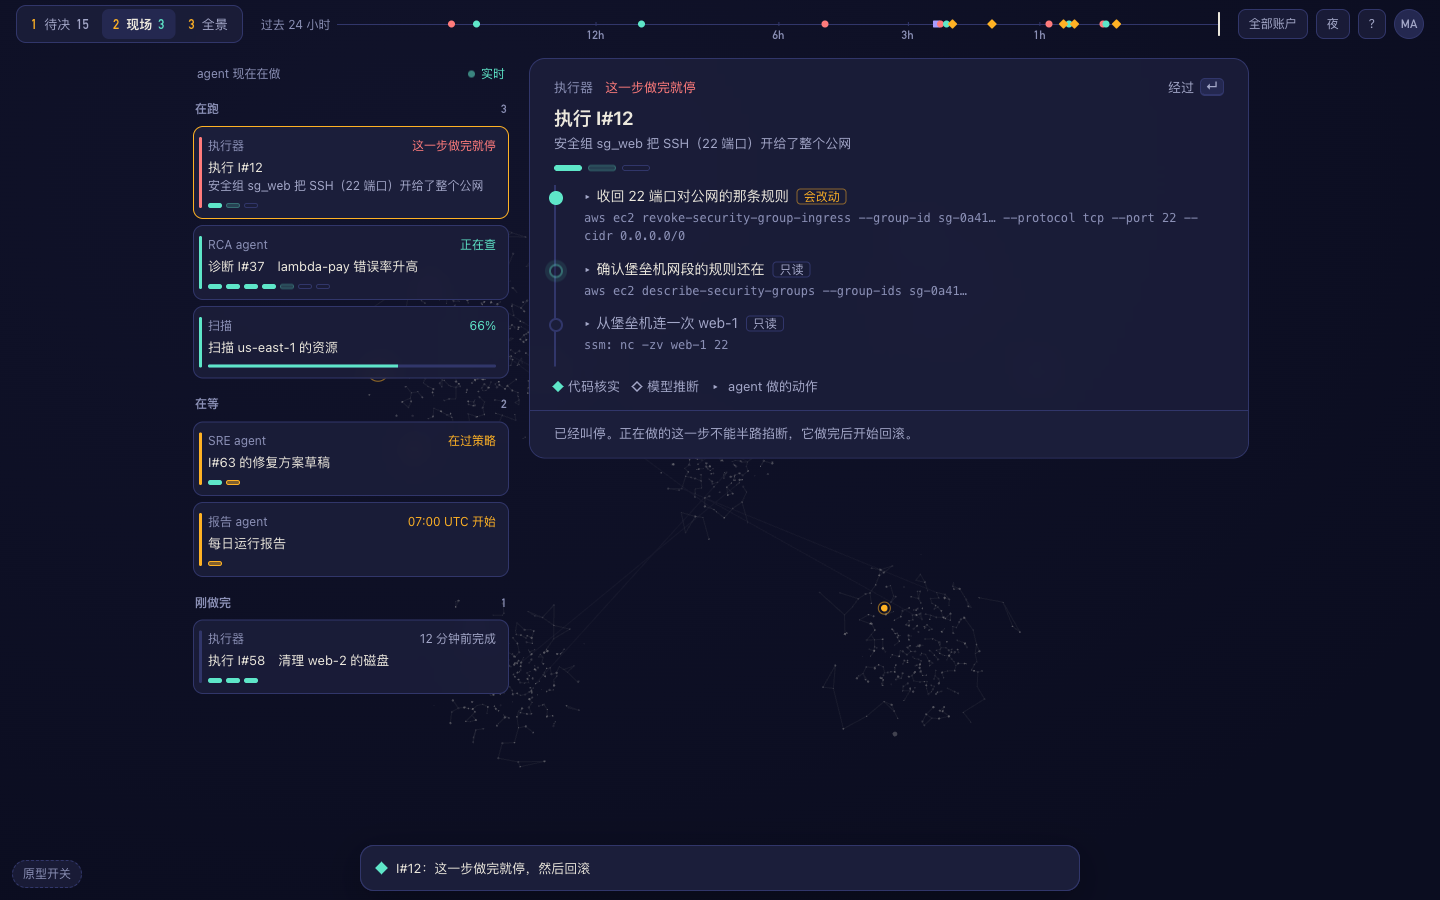 1 待决 15 2 现场 3 3 全景
过去 24 小时
12h 6h 3h 1h
全部账户 夜 ? MA
agent 现在在做 实时
在跑 3
执行器 这一步做完就停
执行 I#12
安全组 sg_web 把 SSH（22 端口）开给了整个公网
RCA agent 正在查
诊断 I#37 lambda-pay 错误率升高
扫描 66%
扫描 us-east-1 的资源
在等 2
SRE agent 在过策略
I#63 的修复方案草稿
报告 agent 07:00 UTC 开始
每日运行报告
刚做完 1
执行器 12 分钟前完成
执行 I#58 清理 web-2 的磁盘
执行器 这一步做完就停 经过 ↵
执行 I#12
安全组 sg_web 把 SSH（22 端口）开给了整个公网
收回 22 端口对公网的那条规则 会改动
aws ec2 revoke-security-group-ingress --group-id sg-0a41… --protocol tcp --port 22 --
cidr 0.0.0.0/0
确认堡垒机网段的规则还在 只读
aws ec2 describe-security-groups --group-ids sg-0a41…
从堡垒机连一次 web-1 只读
ssm: nc -zv web-1 22
代码核实 模型推断 agent 做的动作
已经叫停。正在做的这一步不能半路掐断，它做完后开始回滚。
I#12：这一步做完就停，然后回滚
原型开关